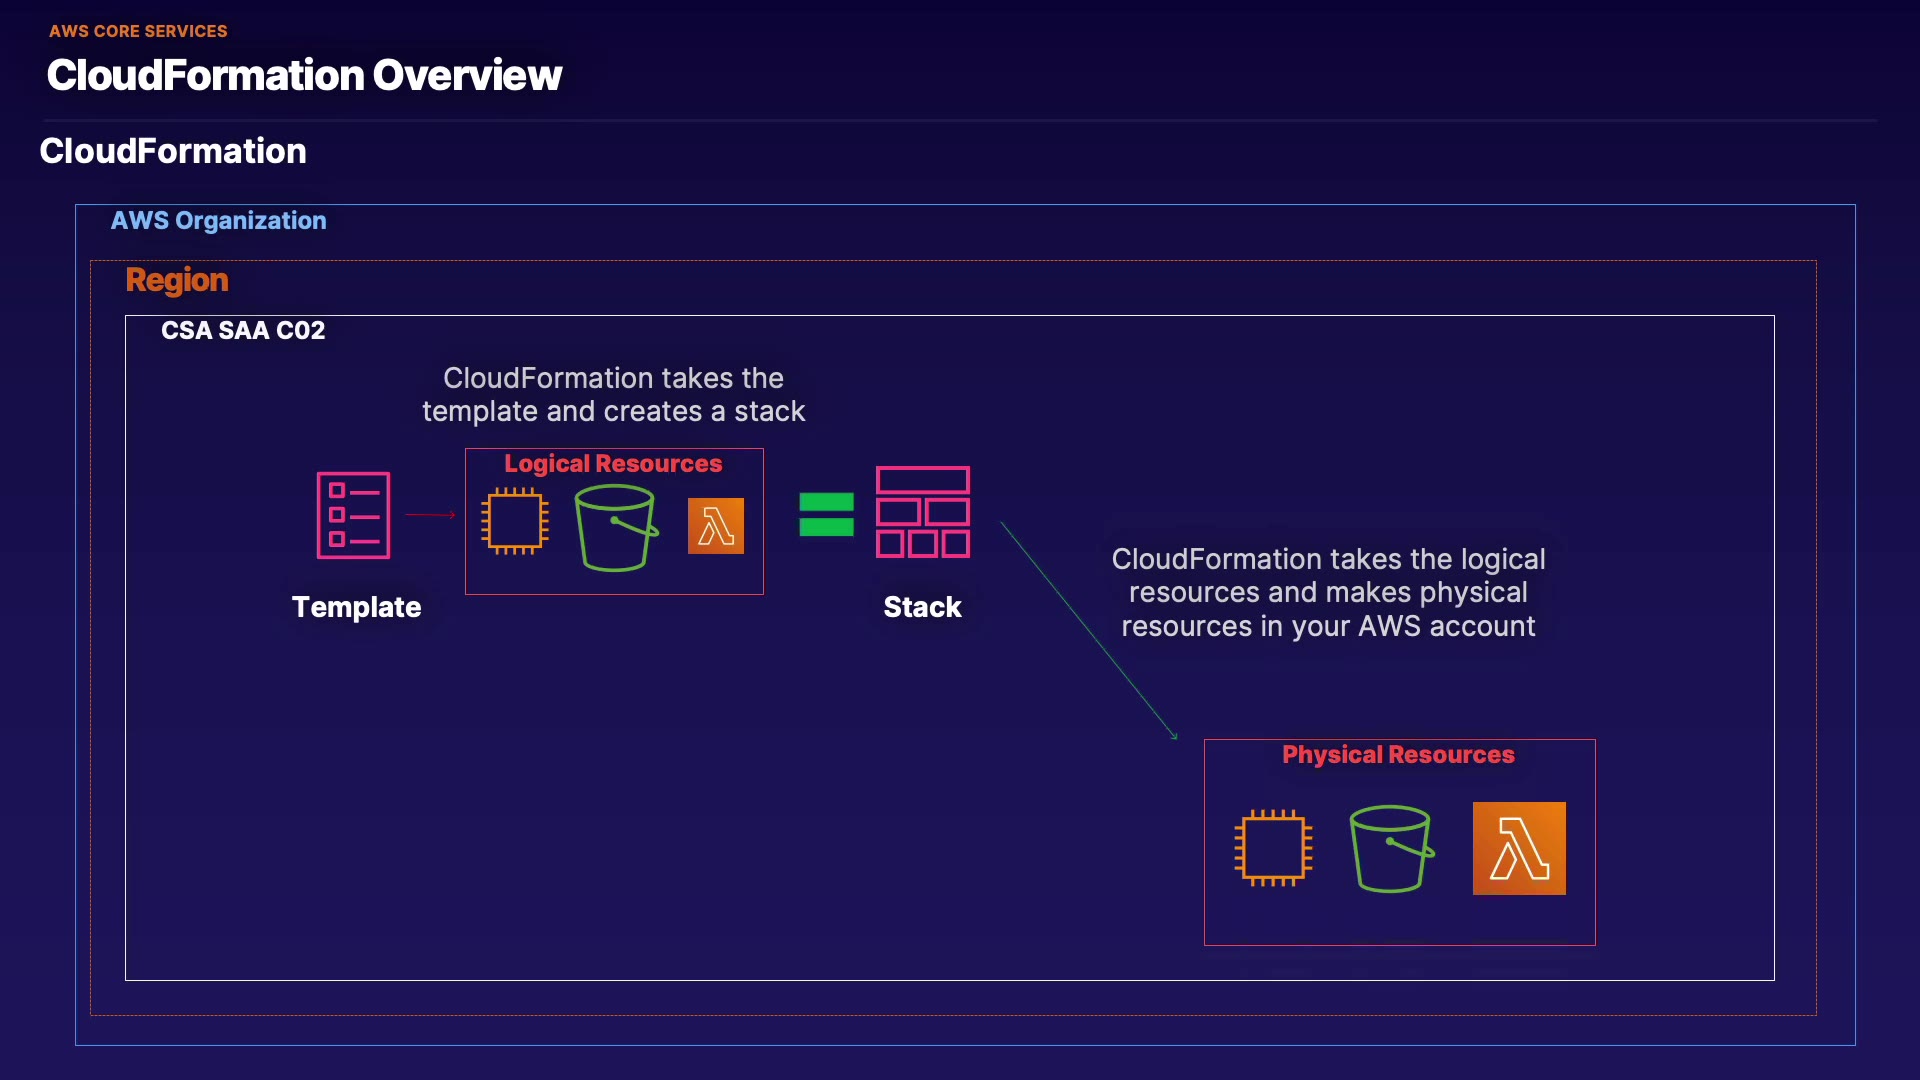 AWS CORE SERVICES
CloudFormation Overview
CloudFormation
AWS Organization
Region
CSA SAA C02
CloudFormation takes the
template and creates a stack
Logical Resources
Template
Stack
CloudFormation takes the logical
resources and makes physical
resources in your AWS account
Physical Resources